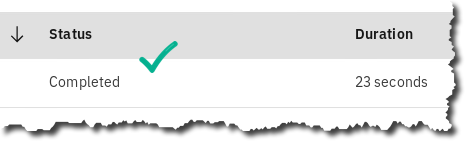 Status Duration
Completed 23 seconds